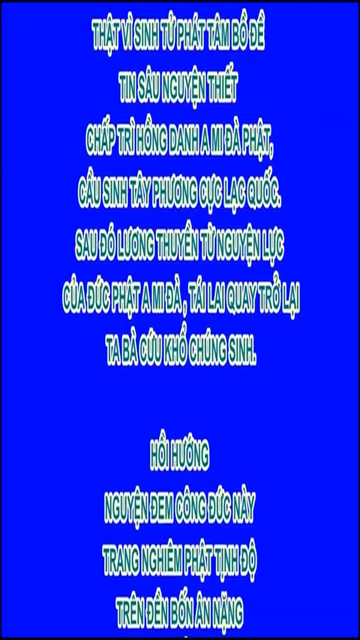 THẬT VÌ SINH TỬ PHÁT TÂM BỒ ĐỀ
TIN SÂU NGUYỆN THIẾT
CHẤP TRÌ HỒNG DANH A MI ĐÀ PHẬT,
CẦU SINH TÂY PHƯƠNG CỰC LẠC QUỐC.
SAU ĐÓ LƯƠNG THUYỀN TỪ NGUYỆN LỰC
CỦA ĐỨC PHẬT A MI ĐÀ, TÁI LAI QUAY TRỞ LẠI
TA BÀ CỨU KHỔ CHÚNG SINH.
HỒI HƯỚNG
NGUYỆN ĐEM CÔNG ĐỨC NÀY
TRANG NGHIÊM PHẬT TỊNH ĐỘ
TRÊN ĐỀN BỐN ÂN NẶNG